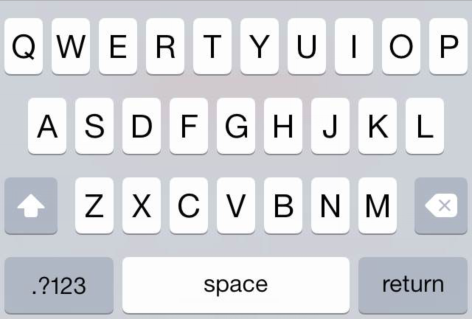 Q W E R T Y U I O P
A S D F G H J K L
Z X C V B N M
.?123 space return